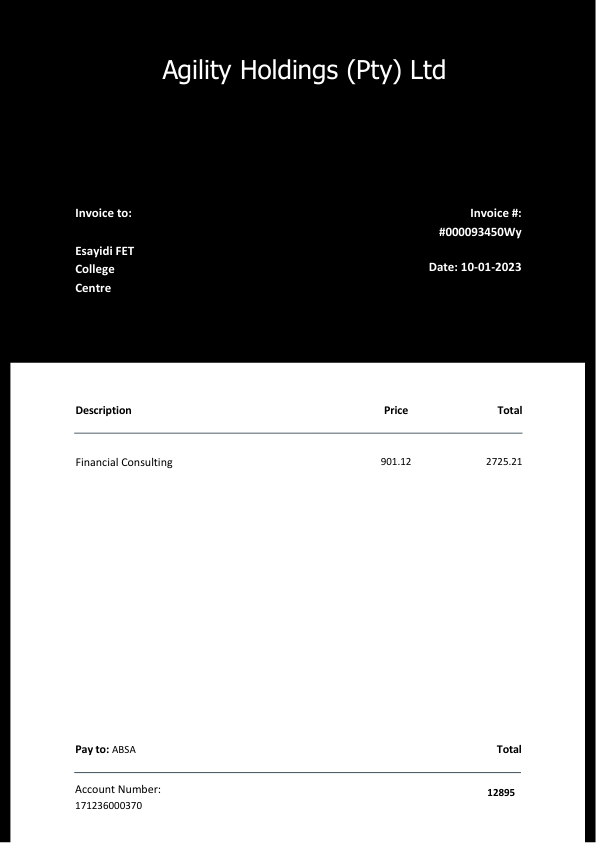 Agility Holdings (Pty) Ltd
Invoice to:
Invoice #:
#000093450Wy
Esayidi FET
College
Centre
Date: 10-01-2023
Description Price Total
Financial Consulting 901.12 2725.21
Pay to: ABSA Total
Account Number:
171236000370
12895